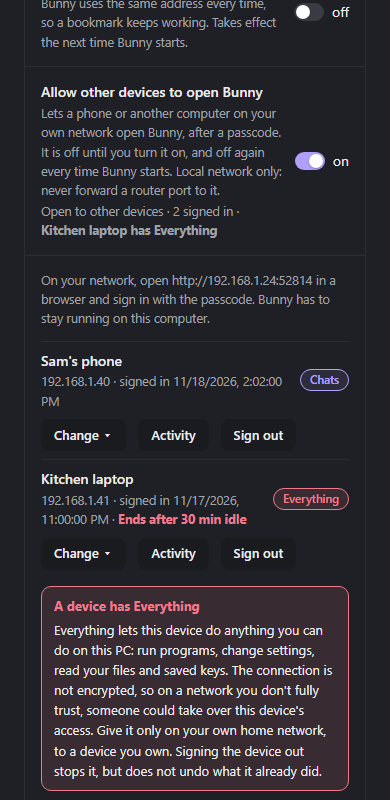 Bunny uses the same address every time,
so a bookmark keeps working. Takes effect
the next time Bunny starts.
off
Allow other devices to open Bunny
Lets a phone or another computer on your
own network open Bunny, after a passcode.
It is off until you turn it on, and off again
every time Bunny starts. Local network only:
never forward a router port to it.
on
Open to other devices · 2 signed in ·
Kitchen laptop has Everything
On your network, open http://192.168.1.24:52814 in a
browser and sign in with the passcode. Bunny has to
stay running on this computer.
Sam's phone
192.168.1.40 · signed in 11/18/2026, 2:02:00
PM
Chats
Change
Activity
Sign out
Kitchen laptop
192.168.1.41 · signed in 11/17/2026,
11:00:00 PM · Ends after 30 min idle
Everything
Change
Activity
Sign out
A device has Everything
Everything lets this device do anything you can
do on this PC: run programs, change settings,
read your files and saved keys. The connection is
not encrypted, so on a network you don't fully
trust, someone could take over this device's
access. Give it only on your own home network,
to a device you own. Signing the device out
stops it, but does not undo what it already did.